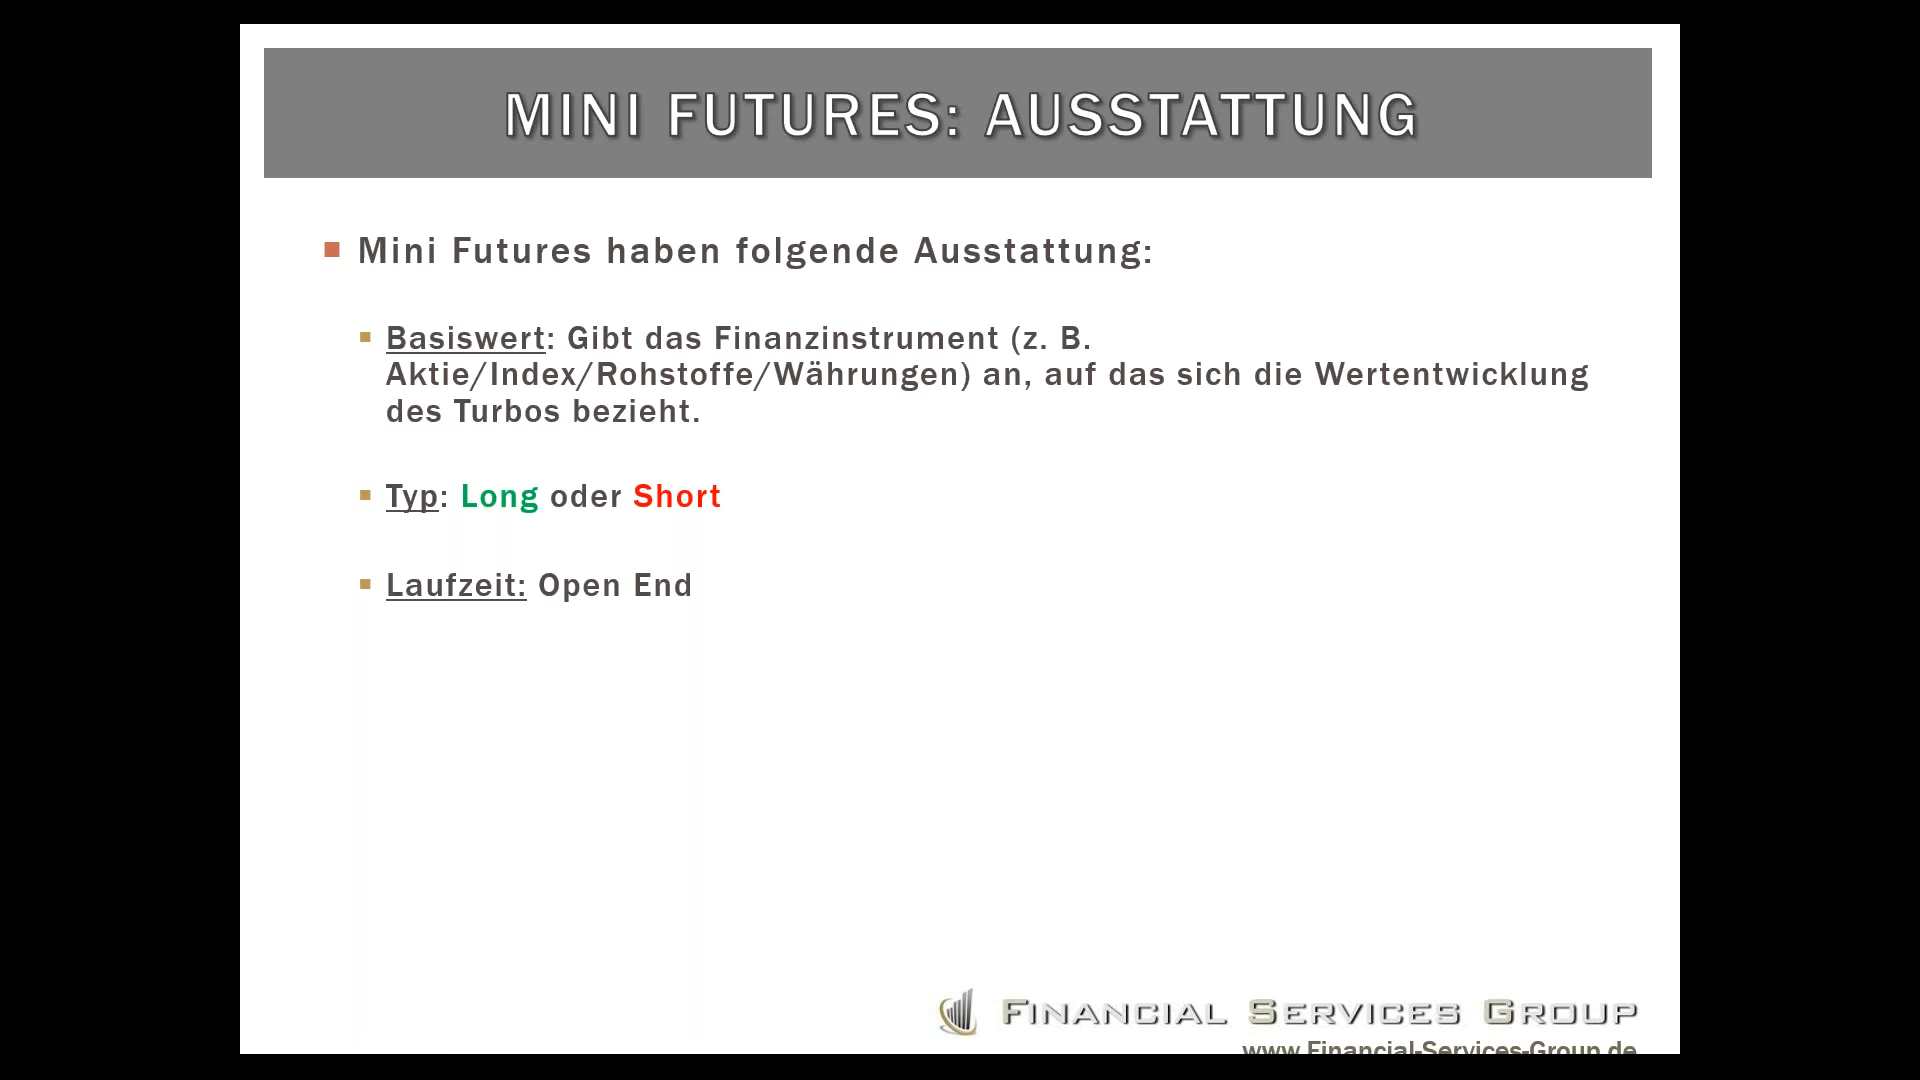 MINI FUTURES: AUSSTATTUNG
Mini Futures haben folgende Ausstattung:
Basiswert: Gibt das Finanzinstrument (z. B.
Aktie/Index/Rohstoffe/Währungen) an, auf das sich die Wertentwicklung
des Turbos bezieht.
Typ: Long oder Short
Laufzeit: Open End
FINANCIAL SERVICES GROUP
www.Financial-Services-Group.de